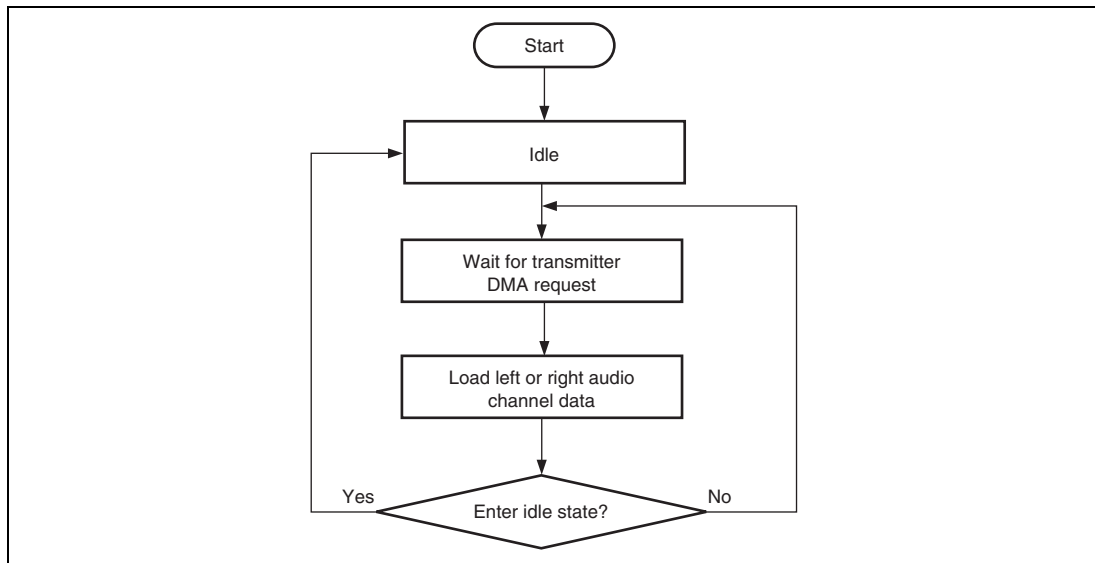 Start
Idle
Wait for transmitter
DMA request
Load left or right audio
channel data
Yes
Enter idle state?
No